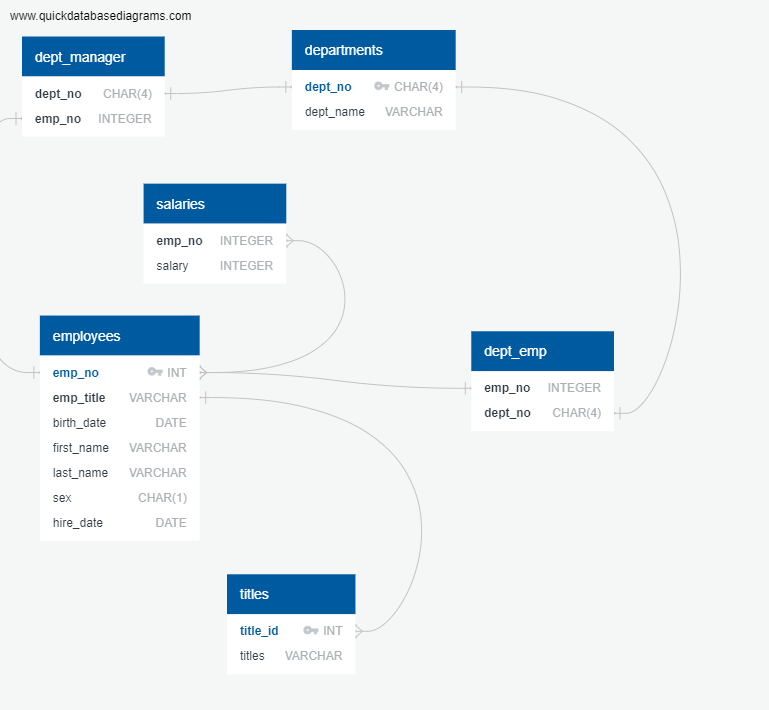 www.quickdatabasediagrams.com
dept_manager
dept_no CHAR(4)
emp_no INTEGER
departments
dept_no CHAR(4)
dept_name VARCHAR
salaries
emp_no INTEGER
salary INTEGER
employees
emp_no INT
emp_title VARCHAR
birth_date DATE
first_name VARCHAR
last_name VARCHAR
sex CHAR(1)
hire_date DATE
dept_emp
emp_no INTEGER
dept_no CHAR(4)
titles
title_id INT
titles VARCHAR